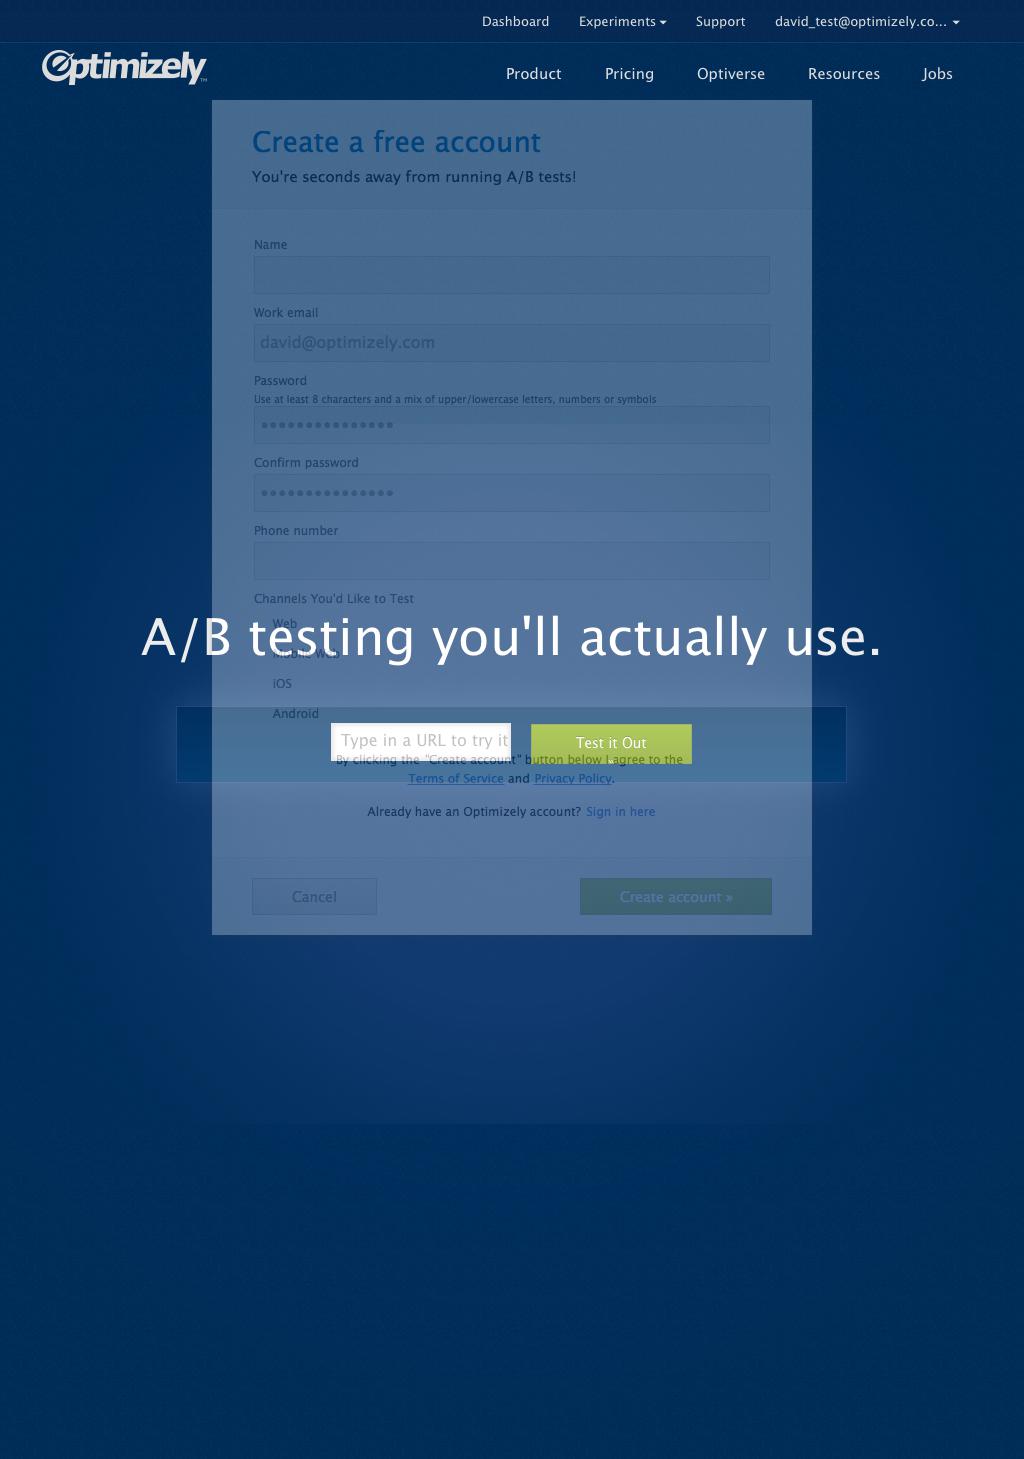 Dashboard Experiments Support david_test@optimizely.co...
Optimizely™
Product Pricing Optiverse Resources Jobs
Create a free account
You're seconds away from running A/B tests!
Name
Work email
david@optimizely.com
Password
Use at least 8 characters and a mix of upper/lowercase letters, numbers or symbols
•••••••••••••••
Confirm password
•••••••••••••••
Phone number
Channels You'd Like to Test
Web
A/B testing you'll actually use.
Mobile Web
iOS
Android
Type in a URL to try it
Test it Out
By clicking the "Create account" button below I agree to the
Terms of Service and Privacy Policy.
Already have an Optimizely account? Sign in here
Cancel
Create account »